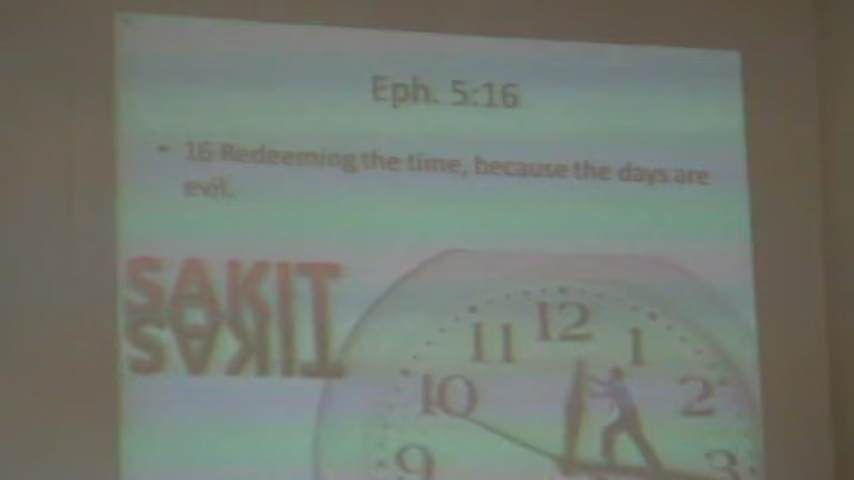 Eph. 5:16
• 16 Redeeming the time, because the days are
evil.
SAKIT
SAKIT
12
11
1
10
2
9
3